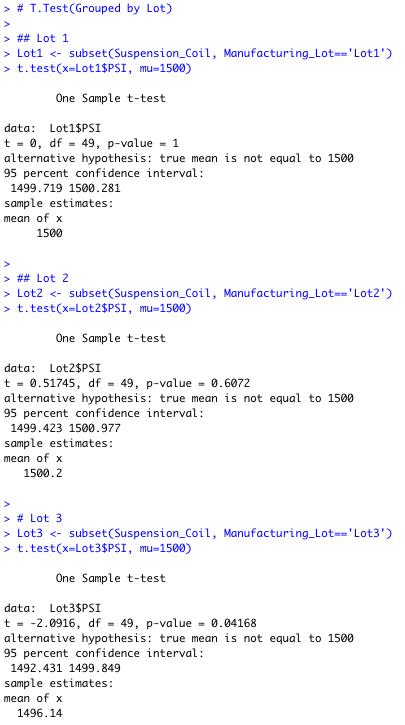 > # T.Test(Grouped by Lot)
>
> ## Lot 1
> Lot1 <- subset(Suspension_Coil, Manufacturing_Lot=='Lot1')
> t.test(x=Lot1$PSI, mu=1500)

	One Sample t-test

data:  Lot1$PSI
t = 0, df = 49, p-value = 1
alternative hypothesis: true mean is not equal to 1500
95 percent confidence interval:
 1499.719 1500.281
sample estimates:
mean of x
     1500

>
> ## Lot 2
> Lot2 <- subset(Suspension_Coil, Manufacturing_Lot=='Lot2')
> t.test(x=Lot2$PSI, mu=1500)

	One Sample t-test

data:  Lot2$PSI
t = 0.51745, df = 49, p-value = 0.6072
alternative hypothesis: true mean is not equal to 1500
95 percent confidence interval:
 1499.423 1500.977
sample estimates:
mean of x
   1500.2

>
> # Lot 3
> Lot3 <- subset(Suspension_Coil, Manufacturing_Lot=='Lot3')
> t.test(x=Lot3$PSI, mu=1500)

	One Sample t-test

data:  Lot3$PSI
t = -2.0916, df = 49, p-value = 0.04168
alternative hypothesis: true mean is not equal to 1500
95 percent confidence interval:
 1492.431 1499.849
sample estimates:
mean of x
  1496.14